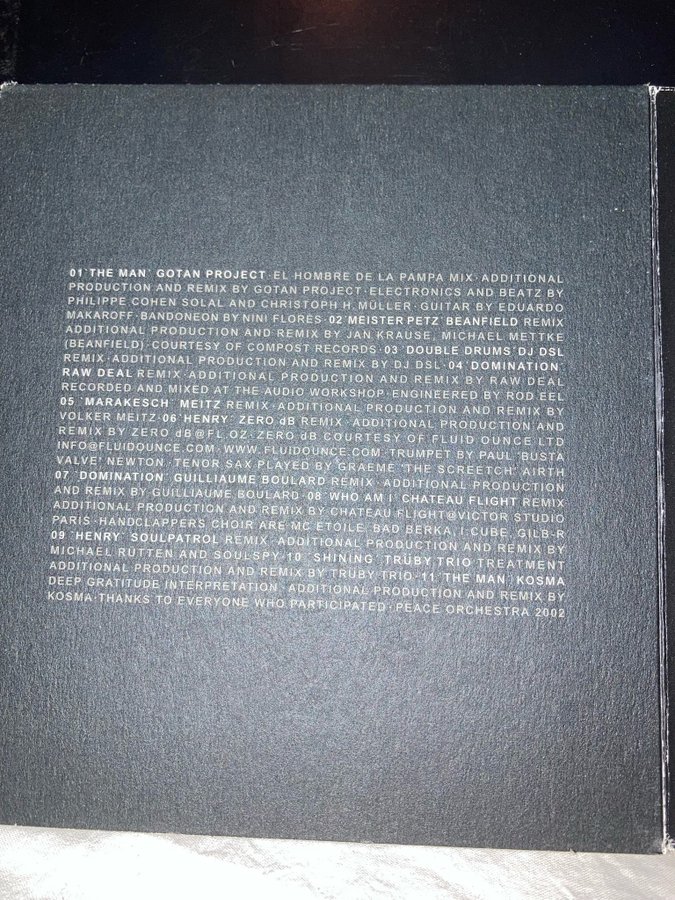 01 'THE MAN' GOTAN PROJECT · EL HOMBRE DE LA PAMPA MIX · ADDITIONAL
PRODUCTION AND REMIX BY GOTAN PROJECT · ELECTRONICS AND BEATZ BY
PHILIPPE COHEN SOLAL AND CHRISTOPH H. MÜLLER · GUITAR BY EDUARDO
MAKAROFF · BANDONEON BY NINI FLORES · 02 'MEISTER PETZ' BEANFIELD REMIX
ADDITIONAL PRODUCTION AND REMIX BY JAN KRAUSE, MICHAEL METTKE
(BEANFIELD) · COURTESY OF COMPOST RECORDS · 03 'DOUBLE DRUMS' DJ DSL
REMIX · ADDITIONAL PRODUCTION AND REMIX BY DJ DSL · 04 'DOMINATION'
RAW DEAL REMIX · ADDITIONAL PRODUCTION AND REMIX BY RAW DEAL
RECORDED AND MIXED AT THE AUDIO WORKSHOP · ENGINEERED BY ROD EEL
05 'MARAKESCH' MEITZ REMIX · ADDITIONAL PRODUCTION AND REMIX BY
VOLKER MEITZ · 06 'HENRY' ZERO dB REMIX · ADDITIONAL PRODUCTION AND
REMIX BY ZERO dB@FL.OZ · ZERO dB COURTESY OF FLUID OUNCE LTD
INFO@FLUIDOUNCE.COM · WWW.FLUIDOUNCE.COM · TRUMPET BY PAUL 'BUSTA
VALVE' NEWTON · TENOR SAX PLAYED BY GRAEME 'THE SCREETCH' AIRTH
07 'DOMINATION' GUILLIAUME BOULARD REMIX · ADDITIONAL PRODUCTION
AND REMIX BY GUILLIAUME BOULARD · 08 'WHO AM I' CHATEAU FLIGHT REMIX
ADDITIONAL PRODUCTION AND REMIX BY CHATEAU FLIGHT@VICTOR STUDIO
PARIS · HANDCLAPPERS CHOIR ARE MC ETOILE, BAD BERKA, I:CUBE, GILB-R
09 'HENRY' SOULPATROL REMIX · ADDITIONAL PRODUCTION AND REMIX BY
MICHAEL RÜTTEN AND SOULSPY · 10 'SHINING' TRÜBY TRIO TREATMENT
ADDITIONAL PRODUCTION AND REMIX BY TRÜBY TRIO · 11 'THE MAN' KOSMA
DEEP GRATITUDE INTERPRETATION · ADDITIONAL PRODUCTION AND REMIX BY
KOSMA · THANKS TO EVERYONE WHO PARTICIPATED · PEACE ORCHESTRA 2002